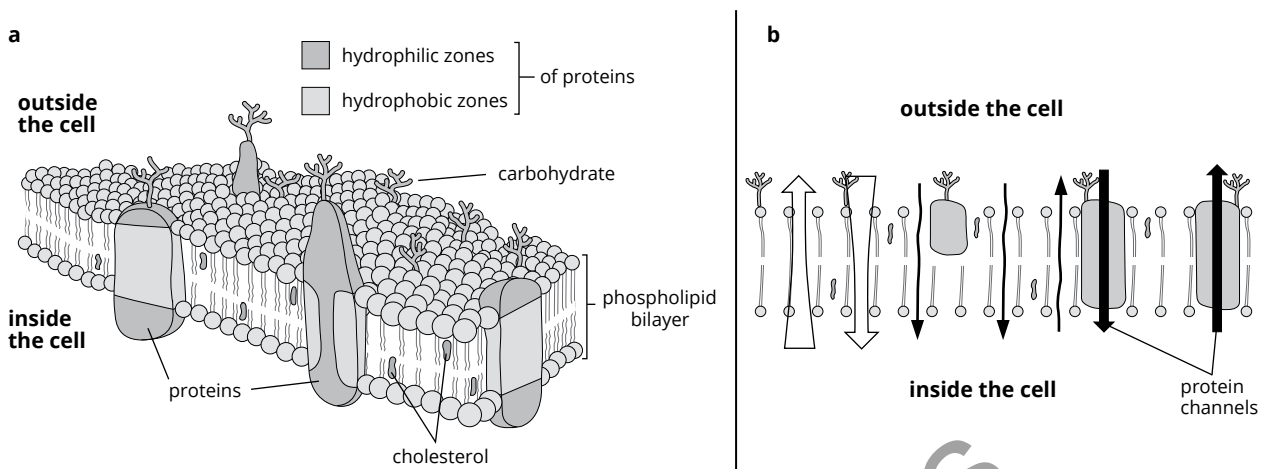 a
hydrophilic zones
hydrophobic zones
of proteins
outside
the cell
carbohydrate
phospholipid
bilayer
inside
the cell
proteins
cholesterol
b
outside the cell
inside the cell
protein
channels